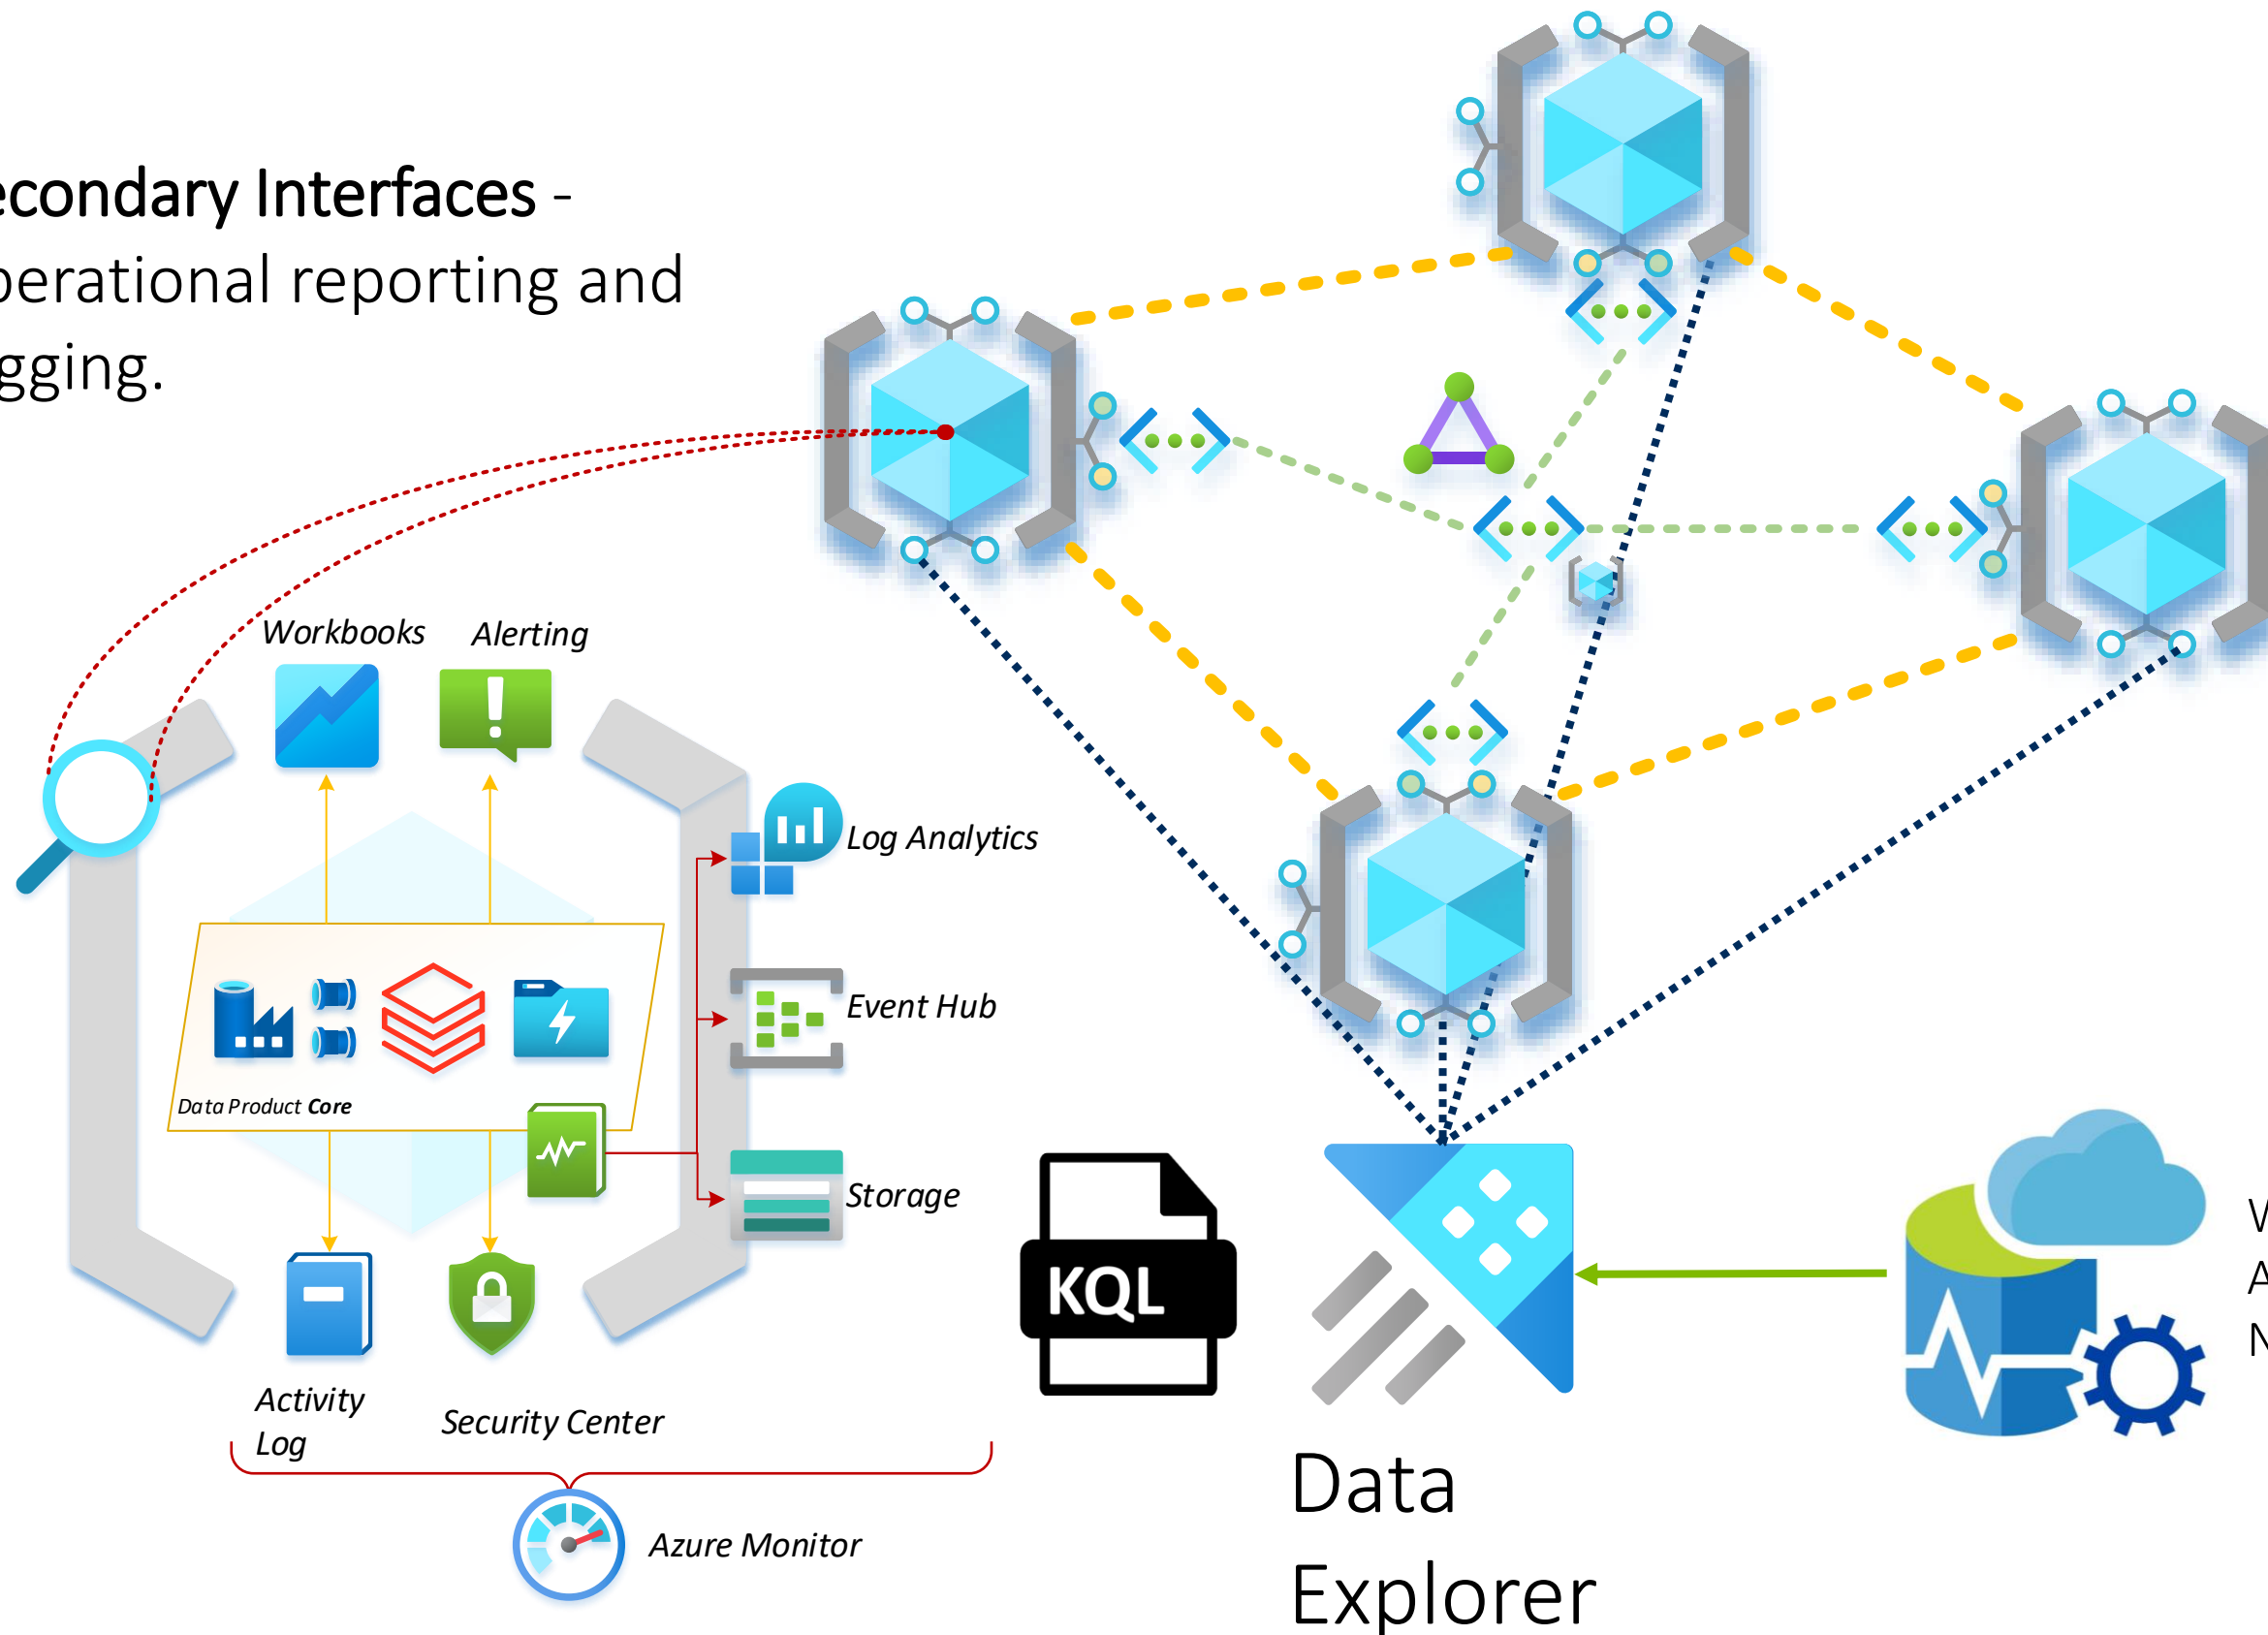 econdary Interfaces -
perational reporting and
gging.
Workbooks
Alerting
Log Analytics
Event Hub
Data Product Core
Storage
KQL
Activity
Log
Security Center
Azure Monitor
Data
Explorer